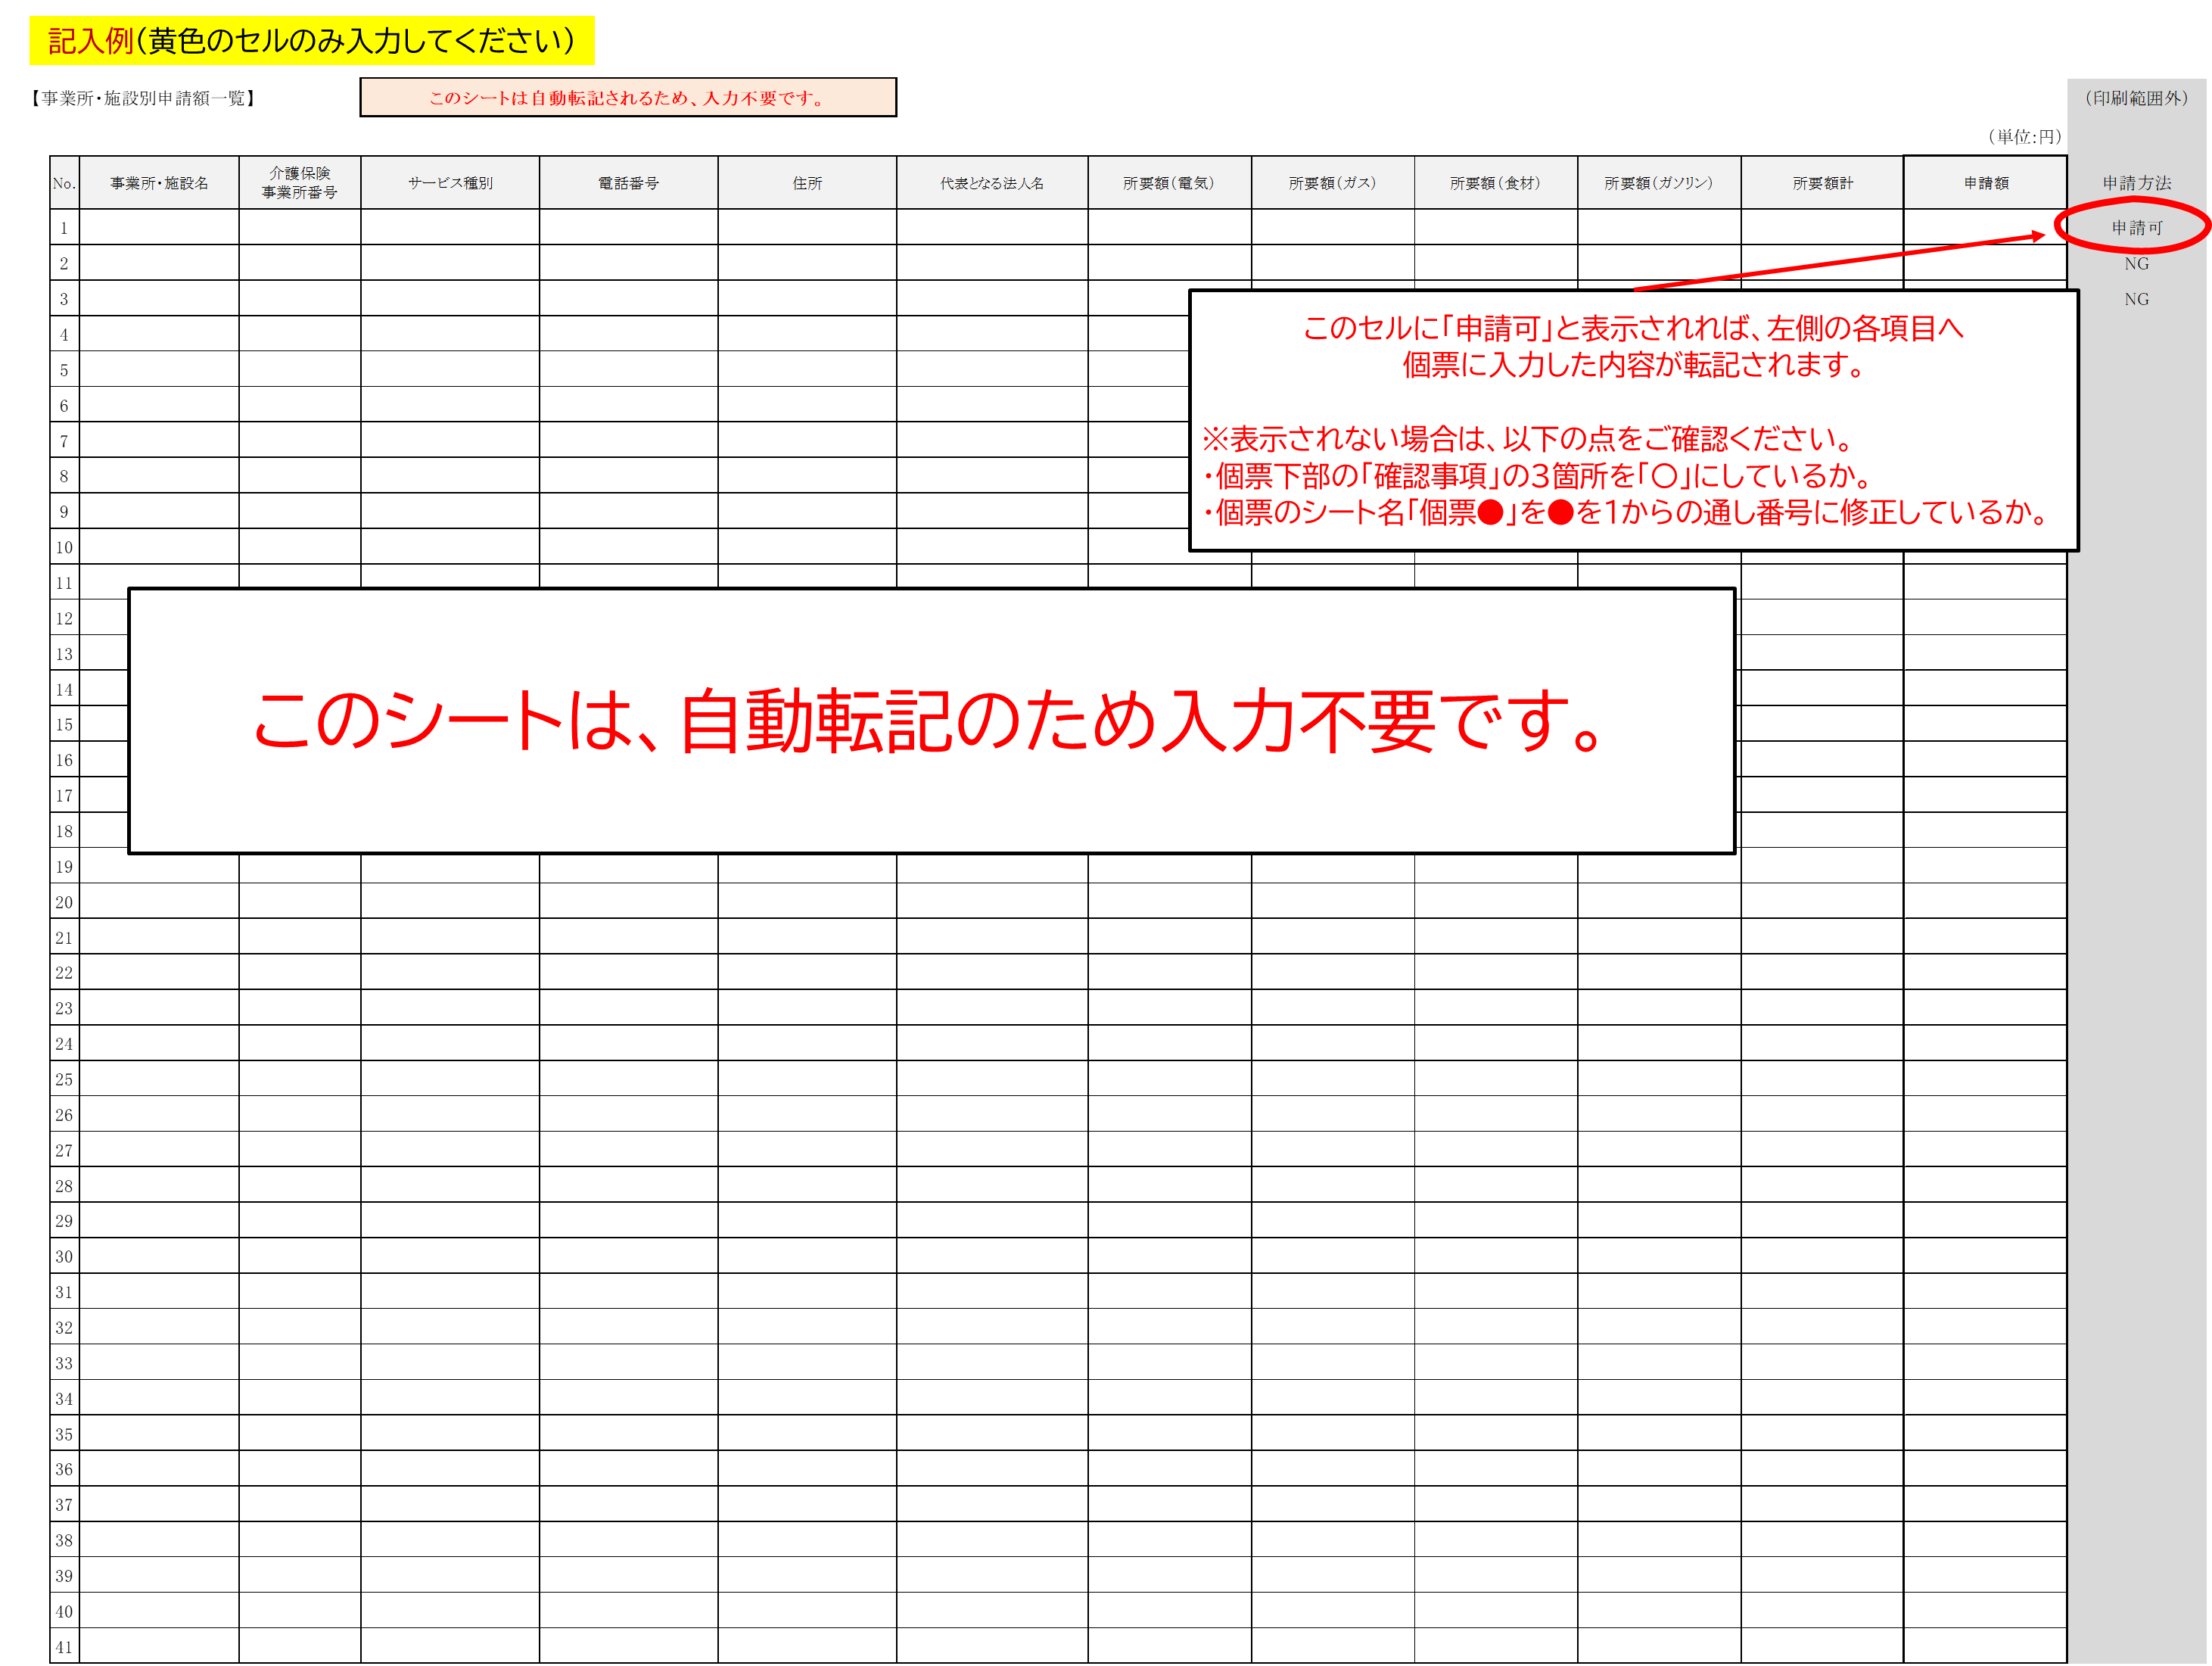 記入例（黄色のセルのみ入力してください）
【事業所・施設別申請額一覧】
このシートは自動転記されるため、入力不要です。
（印刷範囲外）
（単位：円）
No.
事業所・施設名
介護保険
事業所番号
サービス種別
電話番号
住所
代表となる法人名
所要額（電気）
所要額（ガス）
所要額（食材）
所要額（ガソリン）
所要額計
申請額
申請方法
1
申請可
2
NG
3
NG
このセルに「申請可」と表示されれば、左側の各項目へ
個票に入力した内容が転記されます。
※表示されない場合は、以下の点をご確認ください。
・個票下部の「確認事項」の３箇所を「〇」にしているか。
・個票のシート名「個票●」を●を１からの通し番号に修正しているか。
4
5
6
7
8
9
10
11
12
13
14
このシートは、自動転記のため入力不要です。
15
16
17
18
19
20
21
22
23
24
25
26
27
28
29
30
31
32
33
34
35
36
37
38
39
40
41